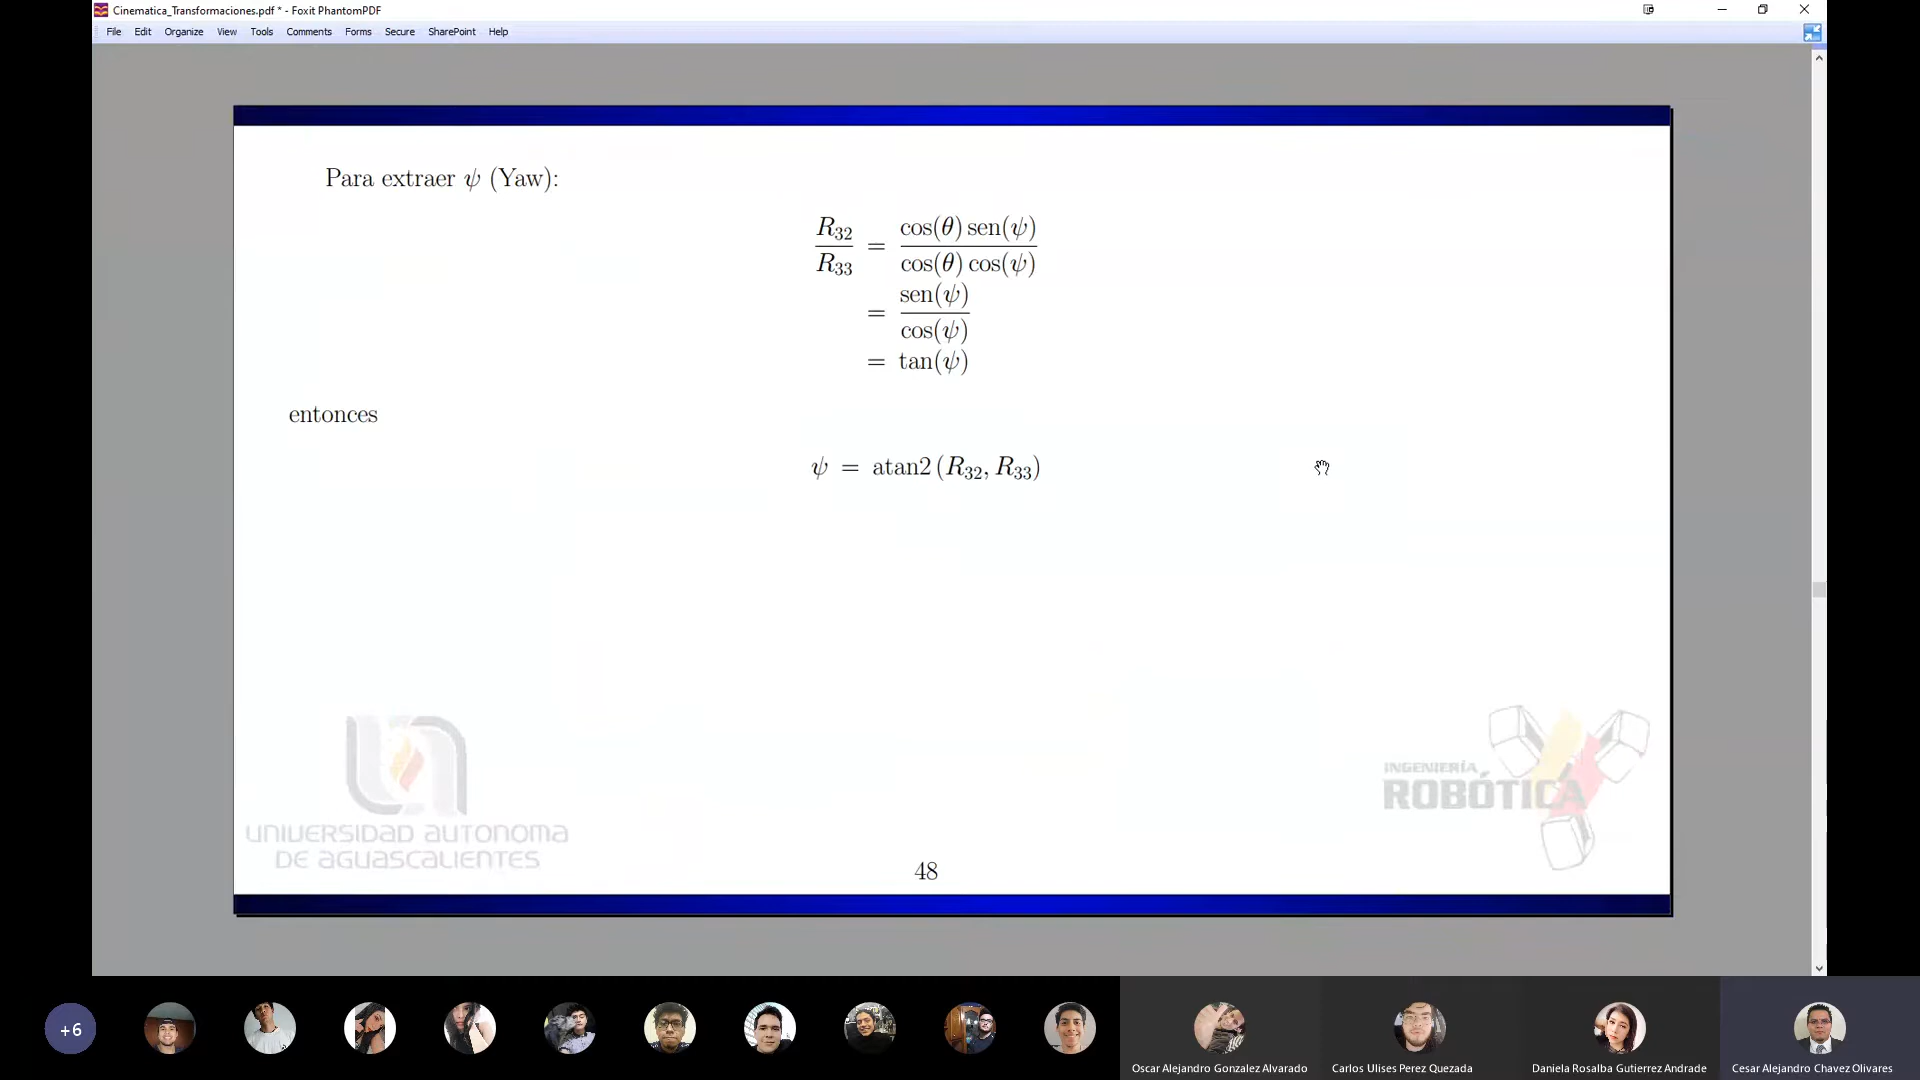 Cinematica_Transformaciones.pdf * - Foxit PhantomPDF
File Edit Organize View Tools Comments Forms Secure SharePoint Help
Para extraer ψ (Yaw):
R32 / R33 = cos(θ) sen(ψ) / cos(θ) cos(ψ)
= sen(ψ) / cos(ψ)
= tan(ψ)
entonces
ψ = atan2 (R32, R33)
INGENIERÍA
ROBÓTICA
UNIVERSIDAD AUTONOMA
DE AGUASCALIENTES
48
+6
Oscar Alejandro Gonzalez Alvarado
Carlos Ulises Perez Quezada
Daniela Rosalba Gutierrez Andrade
Cesar Alejandro Chavez Olivares